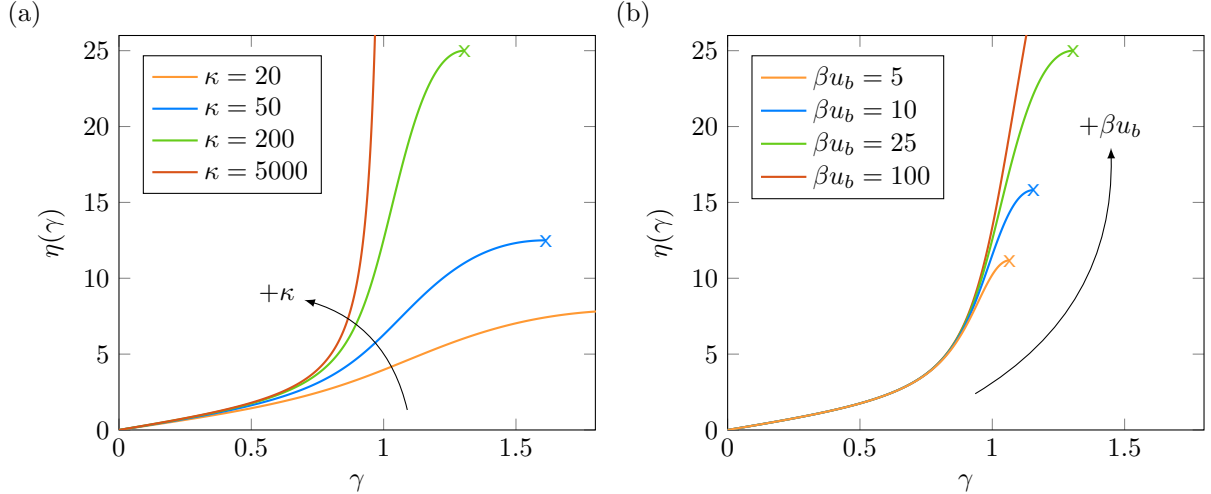 (a)
η(γ)
25
20
15
10
5
0
0
0.5
1
1.5
γ
κ = 20
κ = 50
κ = 200
κ = 5000
+κ
(b)
η(γ)
25
20
15
10
5
0
0
0.5
1
1.5
γ
βu_b = 5
βu_b = 10
βu_b = 25
βu_b = 100
+βu_b